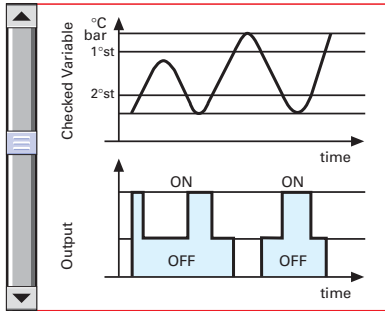 °C
bar
1°st
2°st
Checked Variable
time
ON ON
OFF OFF
Output
time